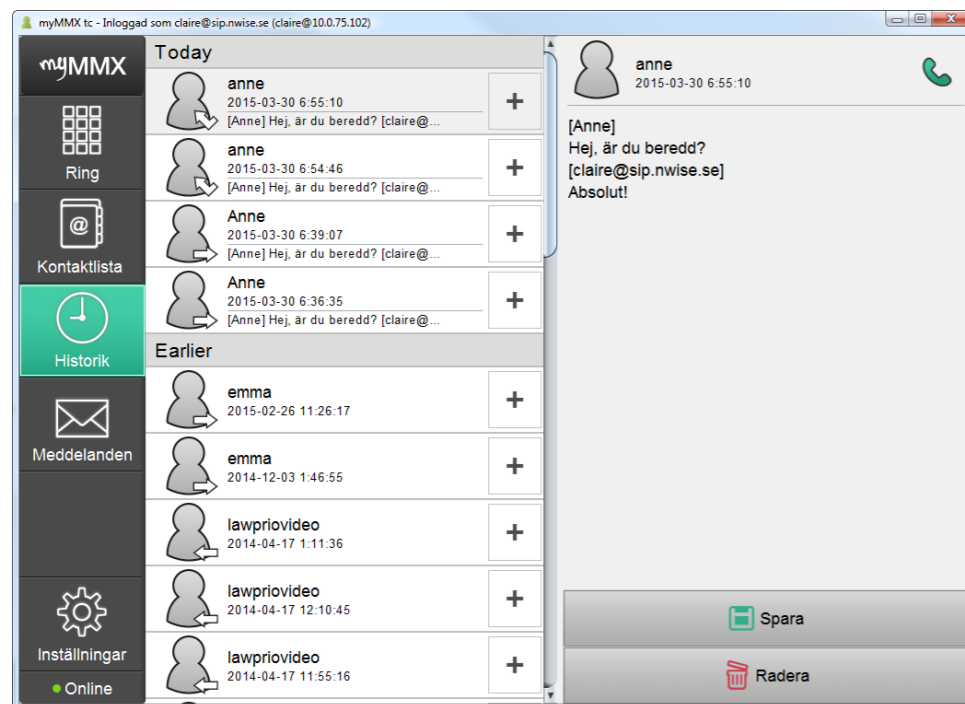 myMMX tc - Inloggad som claire@sip.nwise.se (claire@10.0.75.102)
myMMX
Ring
Kontaktlista
Historik
Meddelanden
Inställningar
Online
Today
anne
2015-03-30 6:55:10
[Anne] Hej, är du beredd? [claire@...
anne
2015-03-30 6:54:46
[Anne] Hej, är du beredd? [claire@...
Anne
2015-03-30 6:39:07
[Anne] Hej, är du beredd? [claire@...
Anne
2015-03-30 6:36:35
[Anne] Hej, är du beredd? [claire@...
Earlier
emma
2015-02-26 11:26:17
emma
2014-12-03 1:46:55
lawpriovideo
2014-04-17 1:11:36
lawpriovideo
2014-04-17 12:10:45
lawpriovideo
2014-04-17 11:55:16
anne
2015-03-30 6:55:10
[Anne]
Hej, är du beredd?
[claire@sip.nwise.se]
Absolut!
Spara
Radera